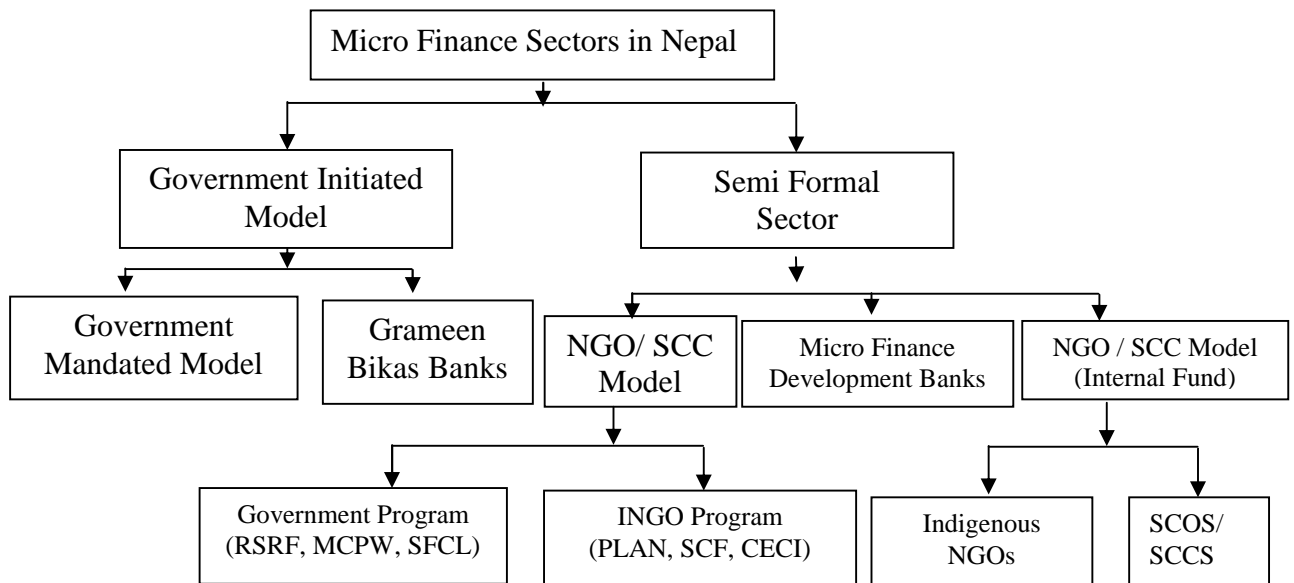 Micro Finance Sectors in Nepal
Government Initiated
Model
Semi Formal
Sector
Government
Mandated Model
Grameen
Bikas Banks
NGO/ SCC
Model
Micro Finance
Development Banks
NGO / SCC Model
(Internal Fund)
Government Program
(RSRF, MCPW, SFCL)
INGO Program
(PLAN, SCF, CECI)
Indigenous
NGOs
SCOS/
SCCS